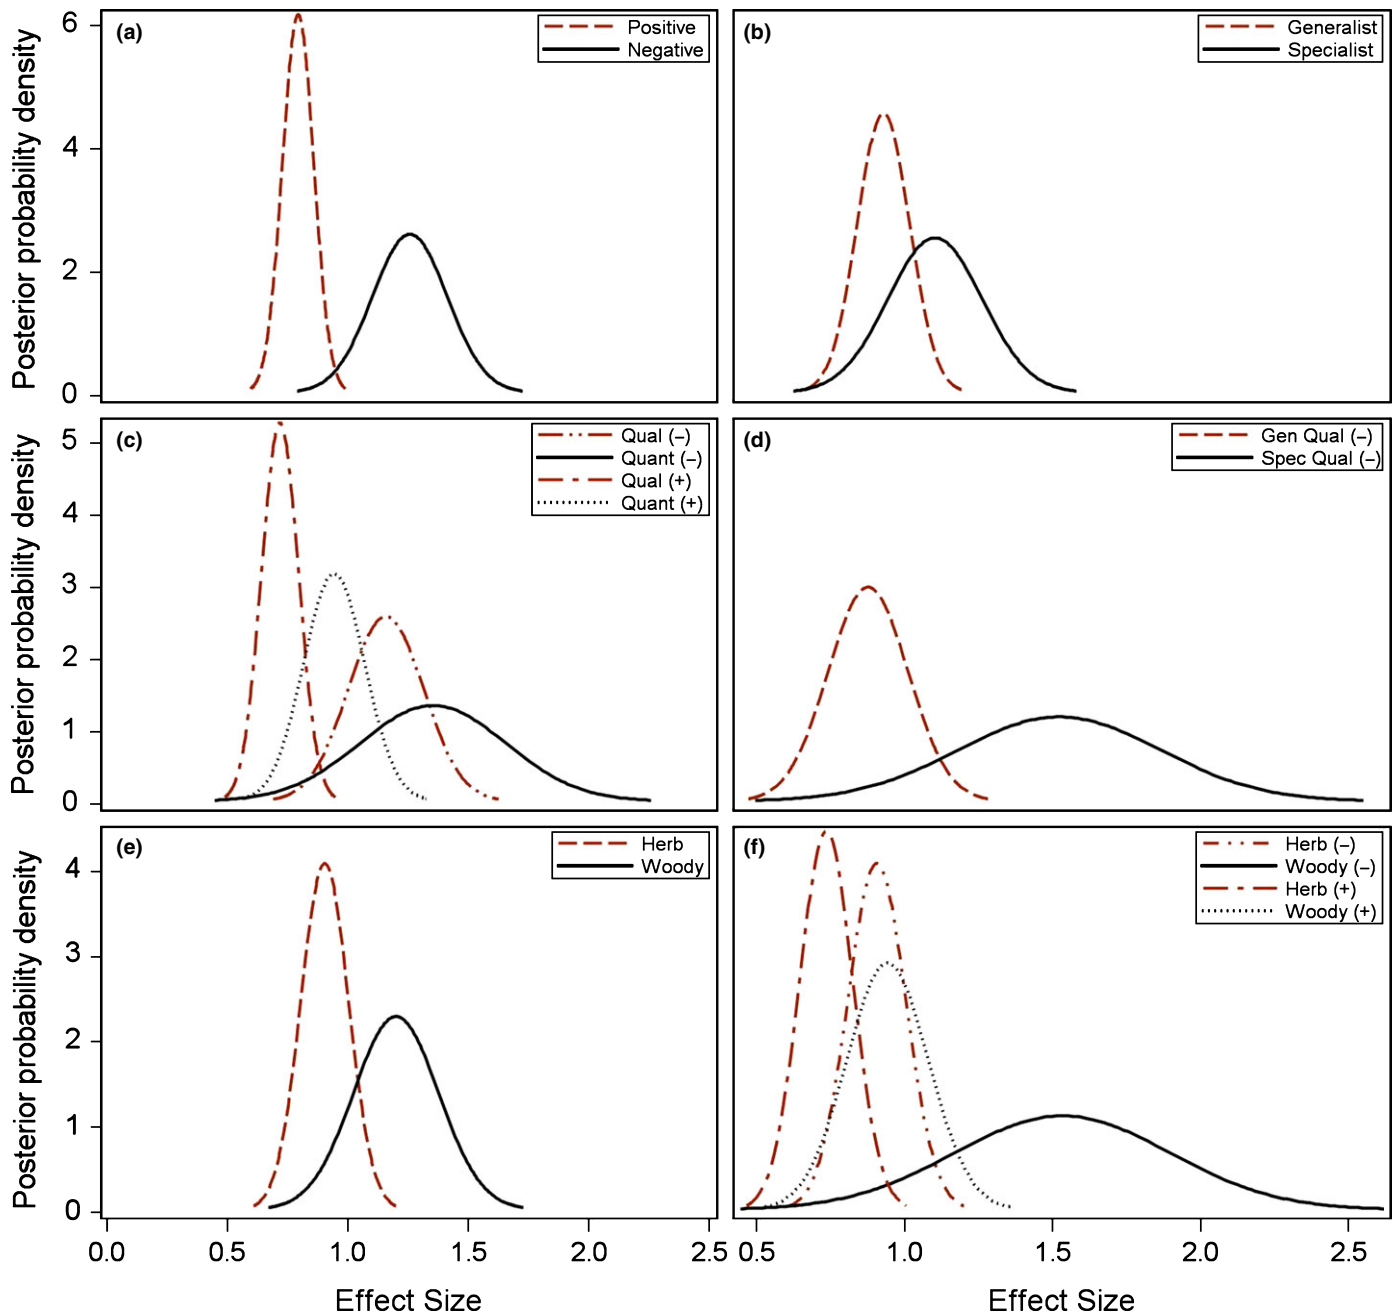 (a)
Positive
Negative
6
4
2
0
Posterior probability density
(b)
Generalist
Specialist
(c)
Qual (–)
Quant (–)
Qual (+)
Quant (+)
5
4
3
2
1
0
Posterior probability density
(d)
Gen Qual (–)
Spec Qual (–)
(e)
Herb
Woody
4
3
2
1
0
Posterior probability density
0.0 0.5 1.0 1.5 2.0 2.5
Effect Size
(f)
Herb (–)
Woody (–)
Herb (+)
Woody (+)
0.5 1.0 1.5 2.0 2.5
Effect Size